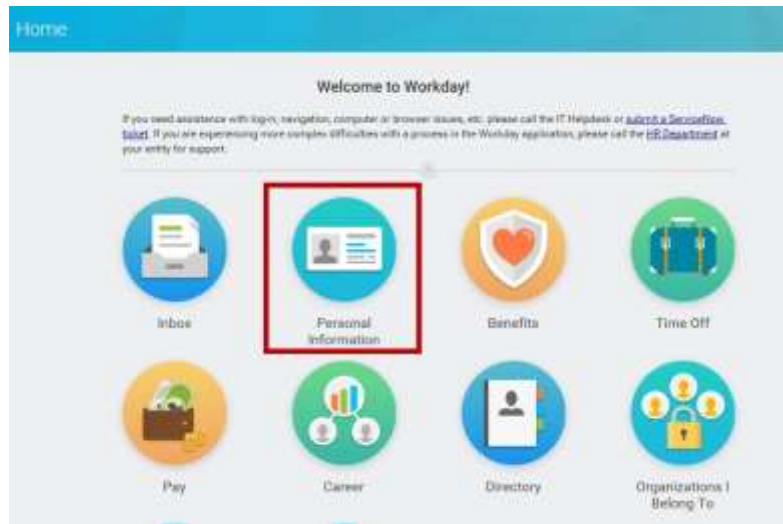 Home
Welcome to Workday!
If you need assistance with log-in, navigation, computer or browser issues, etc. please call the IT Helpdesk or submit a ServiceNow
ticket. If you are experiencing more complex difficulties with a process in the Workday application, please call the HR Department at
your entity for support.
Inbox
Personal
Information
Benefits
Time Off
Pay
Career
Directory
Organizations I
Belong To